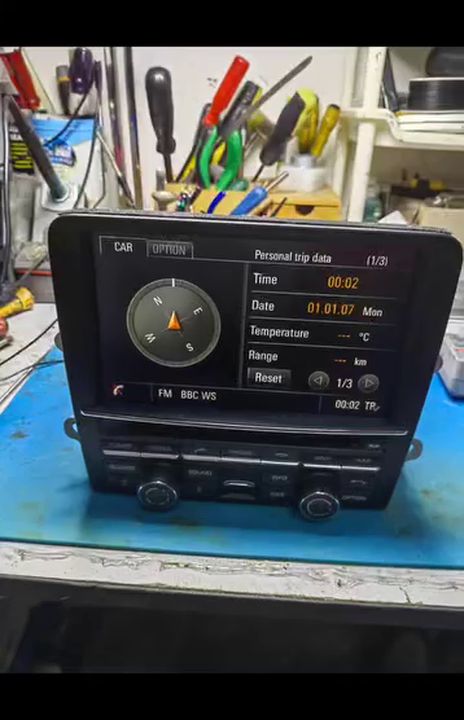 CAR OPTION
Personal trip data (1/3)
Time 00:02
Date 01.01.07 Mon
Temperature --- °C
Range --- km
Reset 1/3
N E S W
FM BBC WS 00:02 TP
SOUND